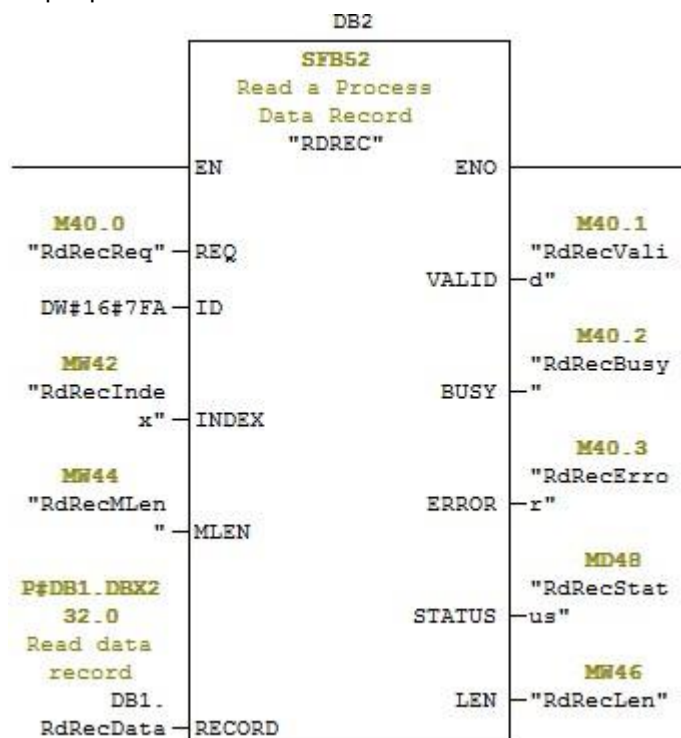 DB2
SFB52
Read a Process
Data Record
"RDREC"
EN ENO
M40.0 M40.1
"RdRecReq" REQ "RdRecVali
VALID d"
DW#16#7FA ID
M40.2
MW42 "RdRecBusy
"RdRecInde BUSY "
x" INDEX
M40.3
MW44 "RdRecErro
"RdRecMLen ERROR r"
" MLEN
MD48
P#DB1.DBX2 "RdRecStat
32.0 STATUS us"
Read data
record MW46
DB1. LEN "RdRecLen"
RdRecData RECORD